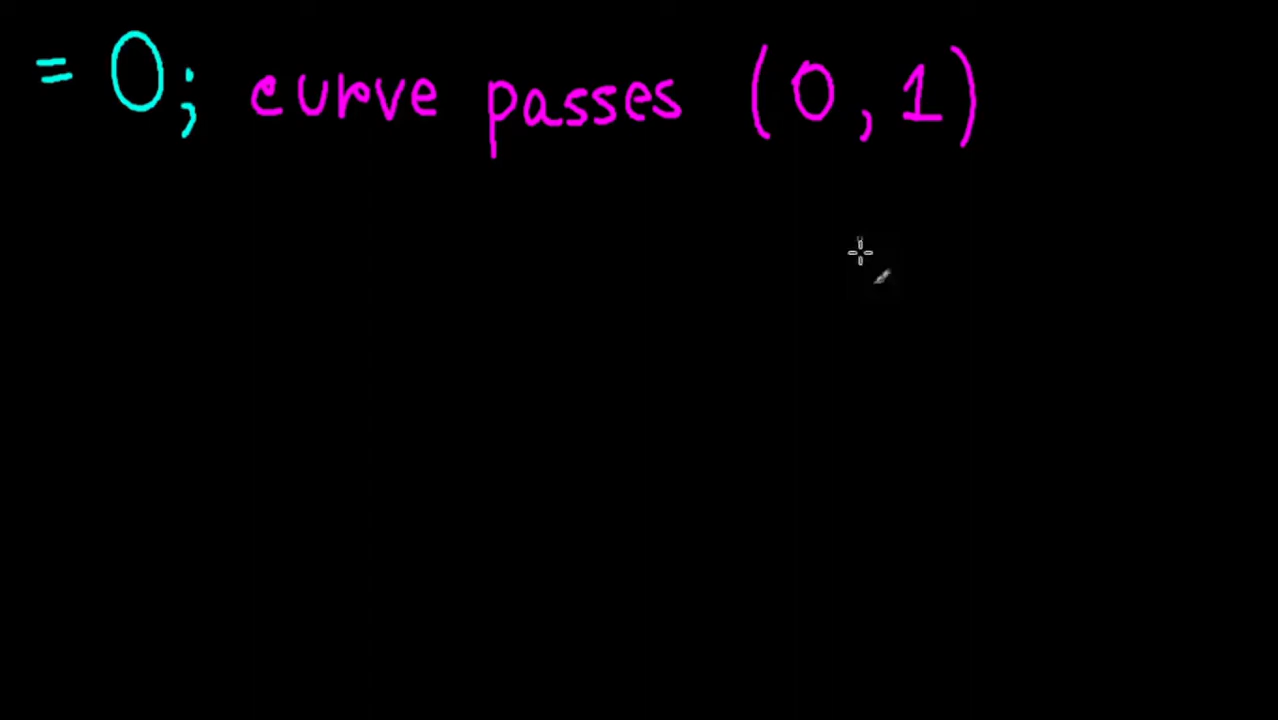 = 0; curve passes (0, 1)